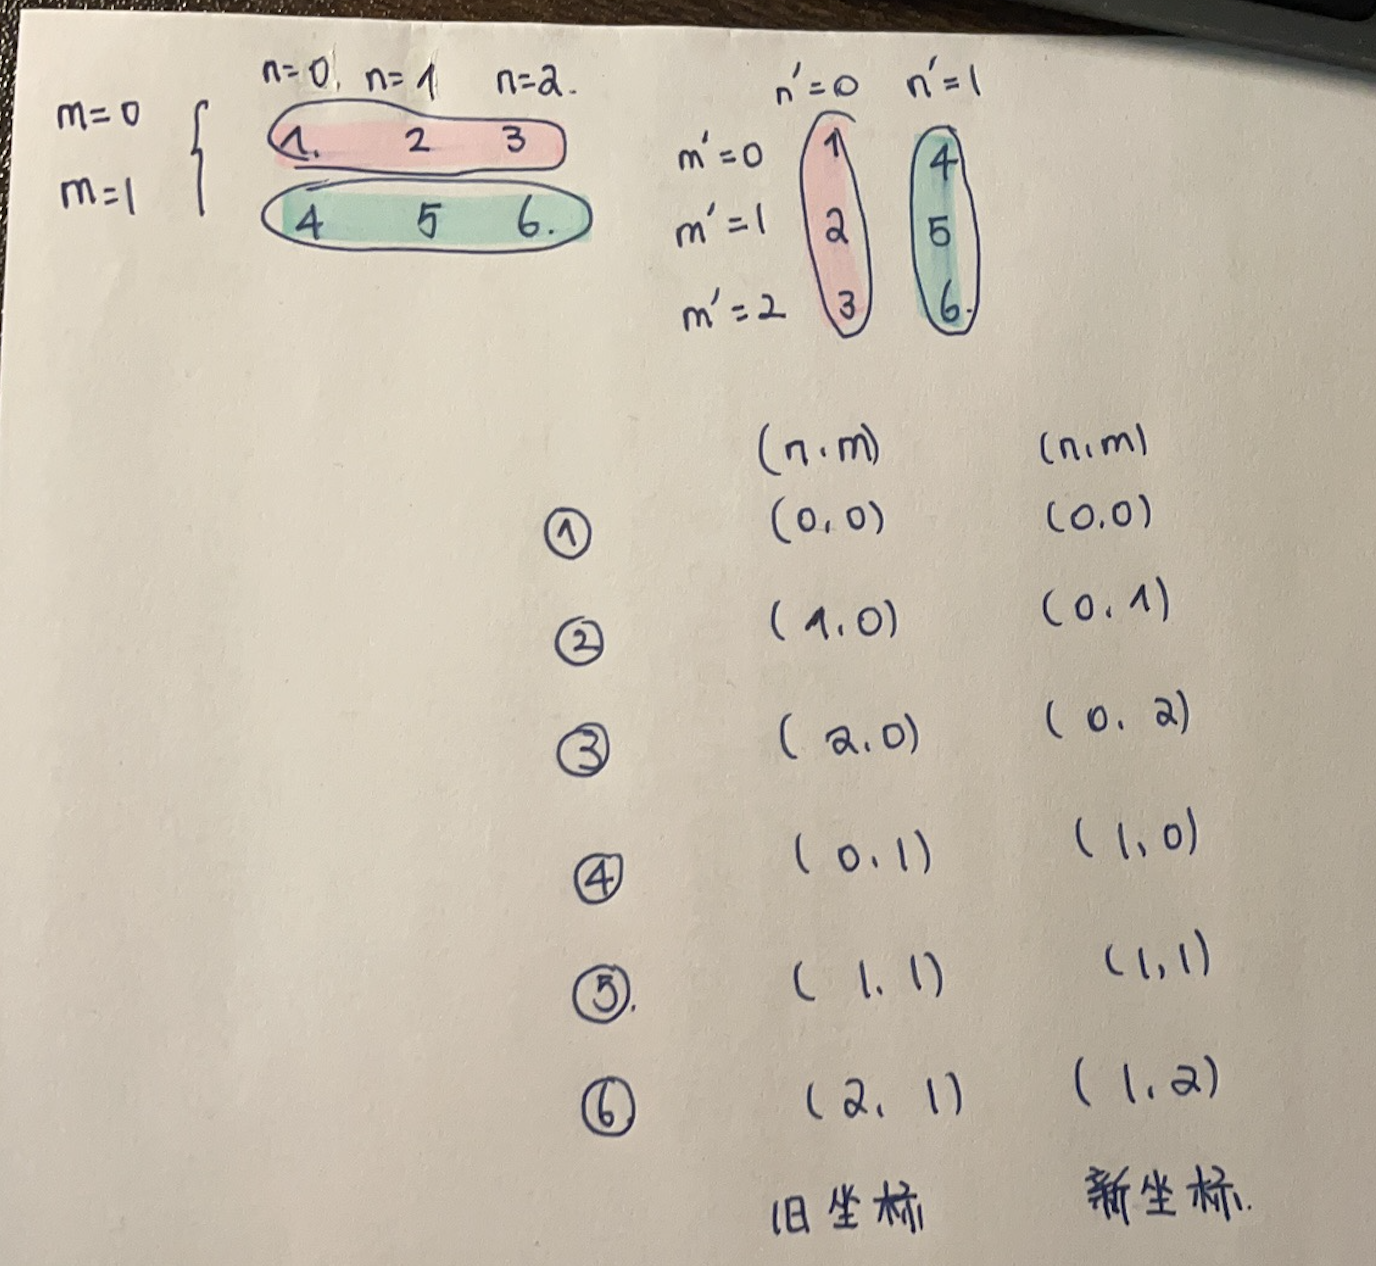 n=0, n=1 n=2.
m=0 { 1. 2 3
m=1 4 5 6.
n'=0 n'=1
m'=0 1 4
m'=1 2 5
m'=2 3 6.
(n.m) (n,m)
① (0,0) (0,0)
② (1,0) (0,1)
③ (2,0) (0,2)
④ (0,1) (1,0)
⑤. (1,1) (1,1)
⑥ (2,1) (1,2)
旧坐标 新坐标.